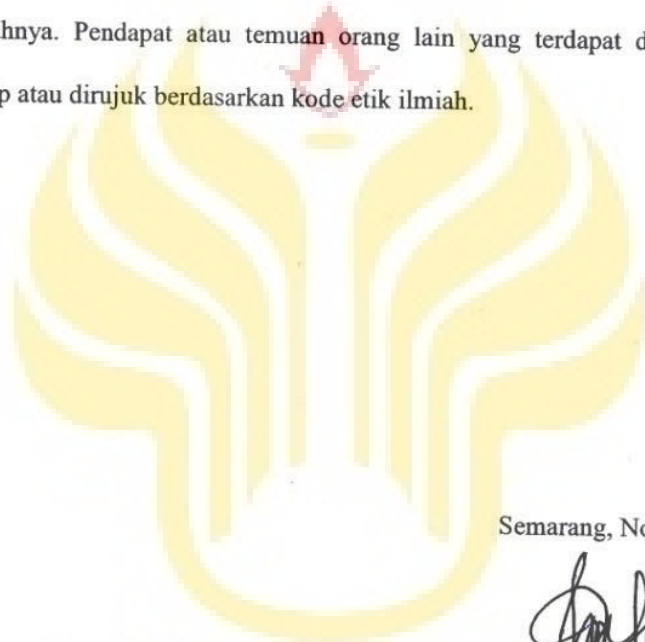 hnya. Pendapat atau temuan orang lain yang terdapat d
p atau dirujuk berdasarkan kode etik ilmiah.
Semarang, No